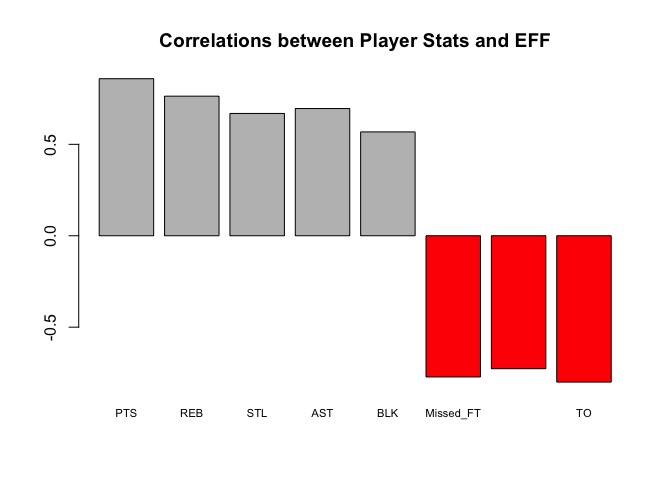 Correlations between Player Stats and EFF
0.5
0.0
-0.5
PTS REB STL AST BLK Missed_FT TO